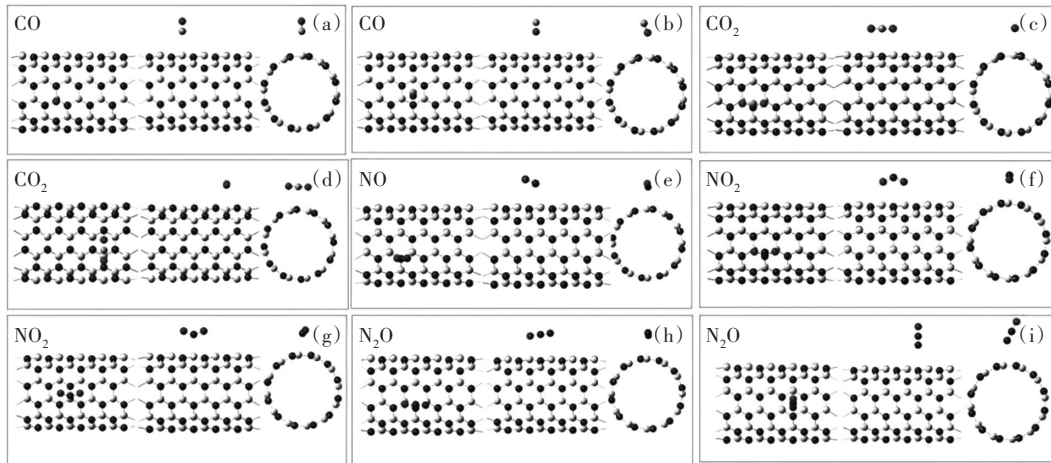 CO (a)
CO (b)
CO₂ (c)
CO₂ (d)
NO (e)
NO₂ (f)
NO₂ (g)
N₂O (h)
N₂O (i)